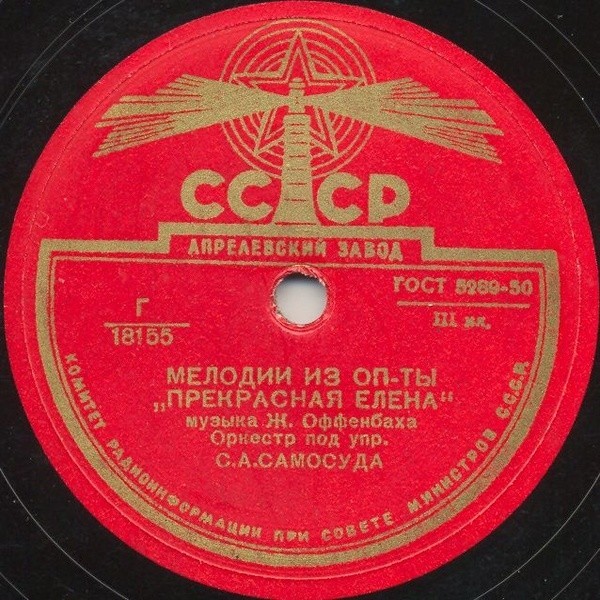 СССР
АПРЕЛЕВСКИЙ ЗАВОД
ГОСТ 5289-50
Г
18155
III кл.
МЕЛОДИИ ИЗ ОП-ТЫ
„ПРЕКРАСНАЯ ЕЛЕНА“
музыка Ж. Оффенбаха
Оркестр под упр.
С.А.САМОСУДА
КОМИТЕТ РАДИОИНФОРМАЦИИ ПРИ СОВЕТЕ МИНИСТРОВ С.С.С.Р.